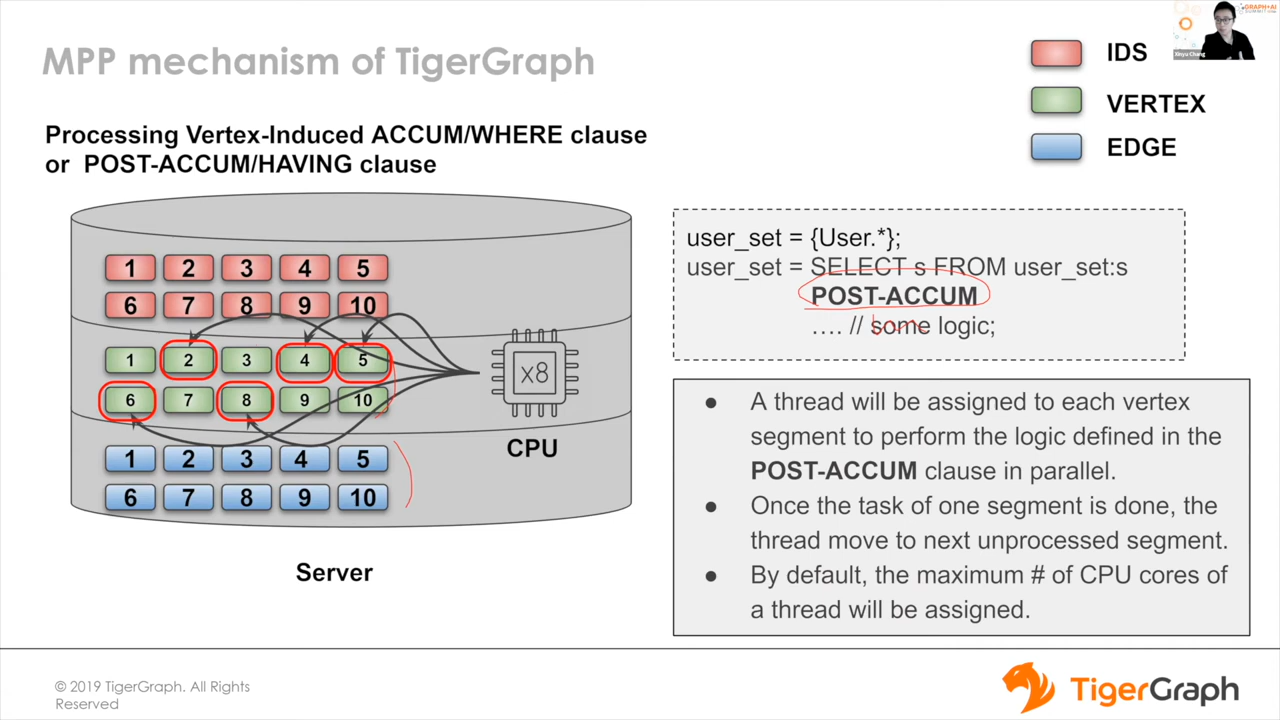 MPP mechanism of TigerGraph
IDS
VERTEX
EDGE
GRAPH+AI
SUMMIT
Xinyu Chang
Processing Vertex-Induced ACCUM/WHERE clause
or POST-ACCUM/HAVING clause
1 2 3 4 5
6 7 8 9 10
1 2 3 4 5
6 7 8 9 10
1 2 3 4 5
6 7 8 9 10
x8
CPU
Server
user_set = {User.*};
user_set = SELECT s FROM user_set:s
POST-ACCUM
.... // some logic;
● A thread will be assigned to each vertex
segment to perform the logic defined in the
POST-ACCUM clause in parallel.
● Once the task of one segment is done, the
thread move to next unprocessed segment.
● By default, the maximum # of CPU cores of
a thread will be assigned.
© 2019 TigerGraph. All Rights
Reserved
TigerGraph